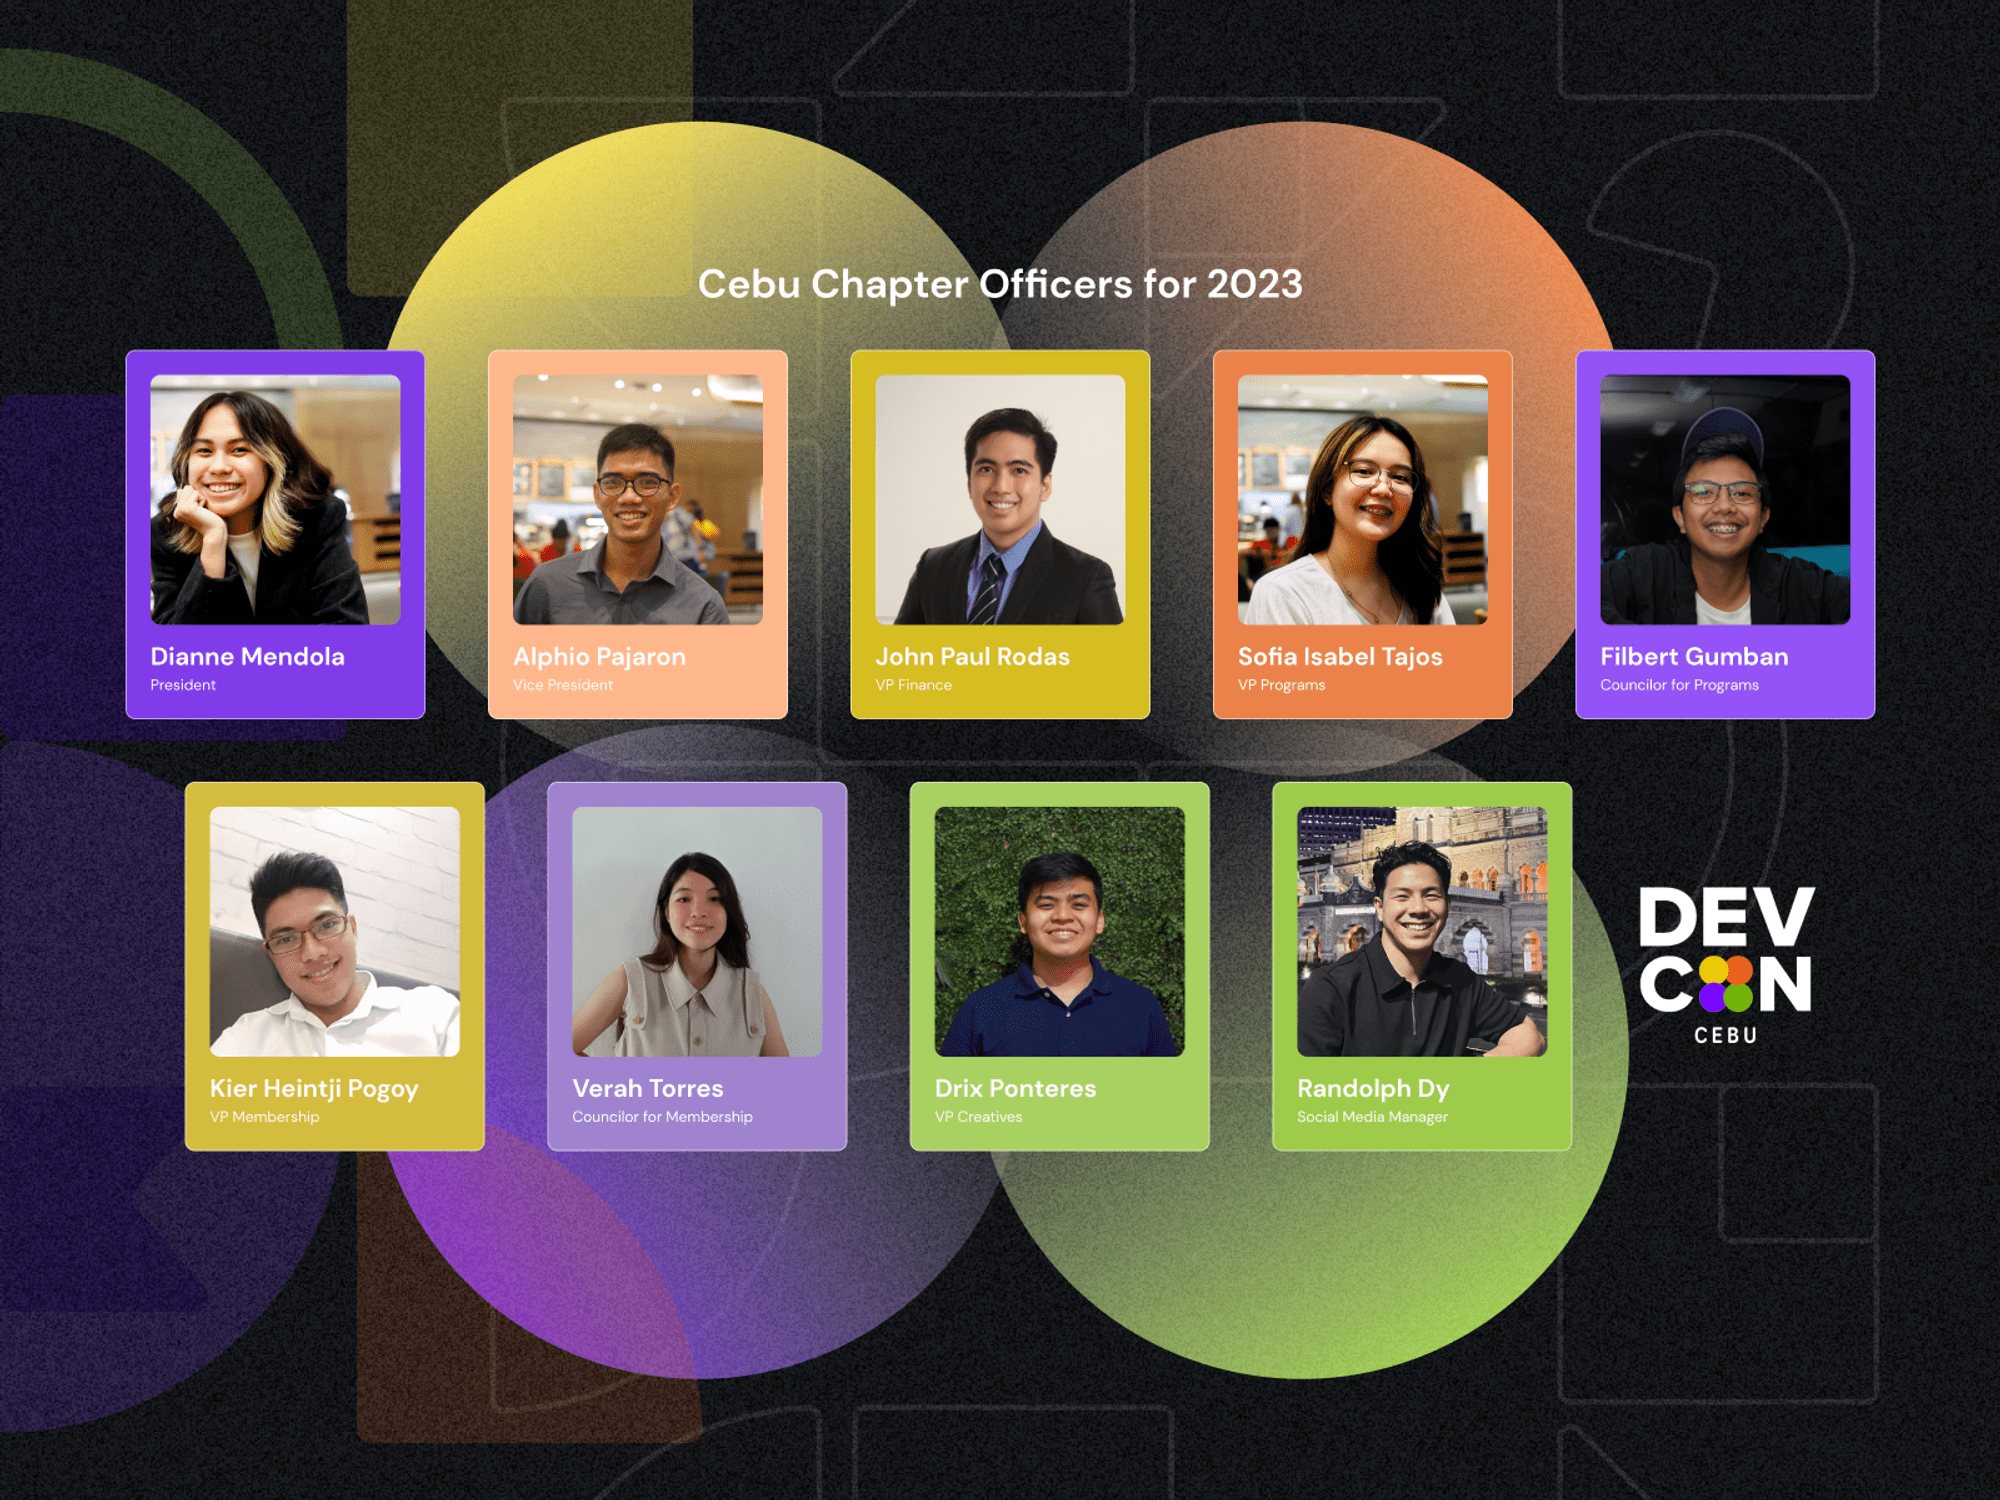 Cebu Chapter Officers for 2023
Dianne Mendola
President
Alphio Pajaron
Vice President
John Paul Rodas
VP Finance
Sofia Isabel Tajos
VP Programs
Filbert Gumban
Councilor for Programs
Kier Heintji Pogoy
VP Membership
Verah Torres
Councilor for Membership
Drix Ponteres
VP Creatives
Randolph Dy
Social Media Manager
DEV
CON
CEBU